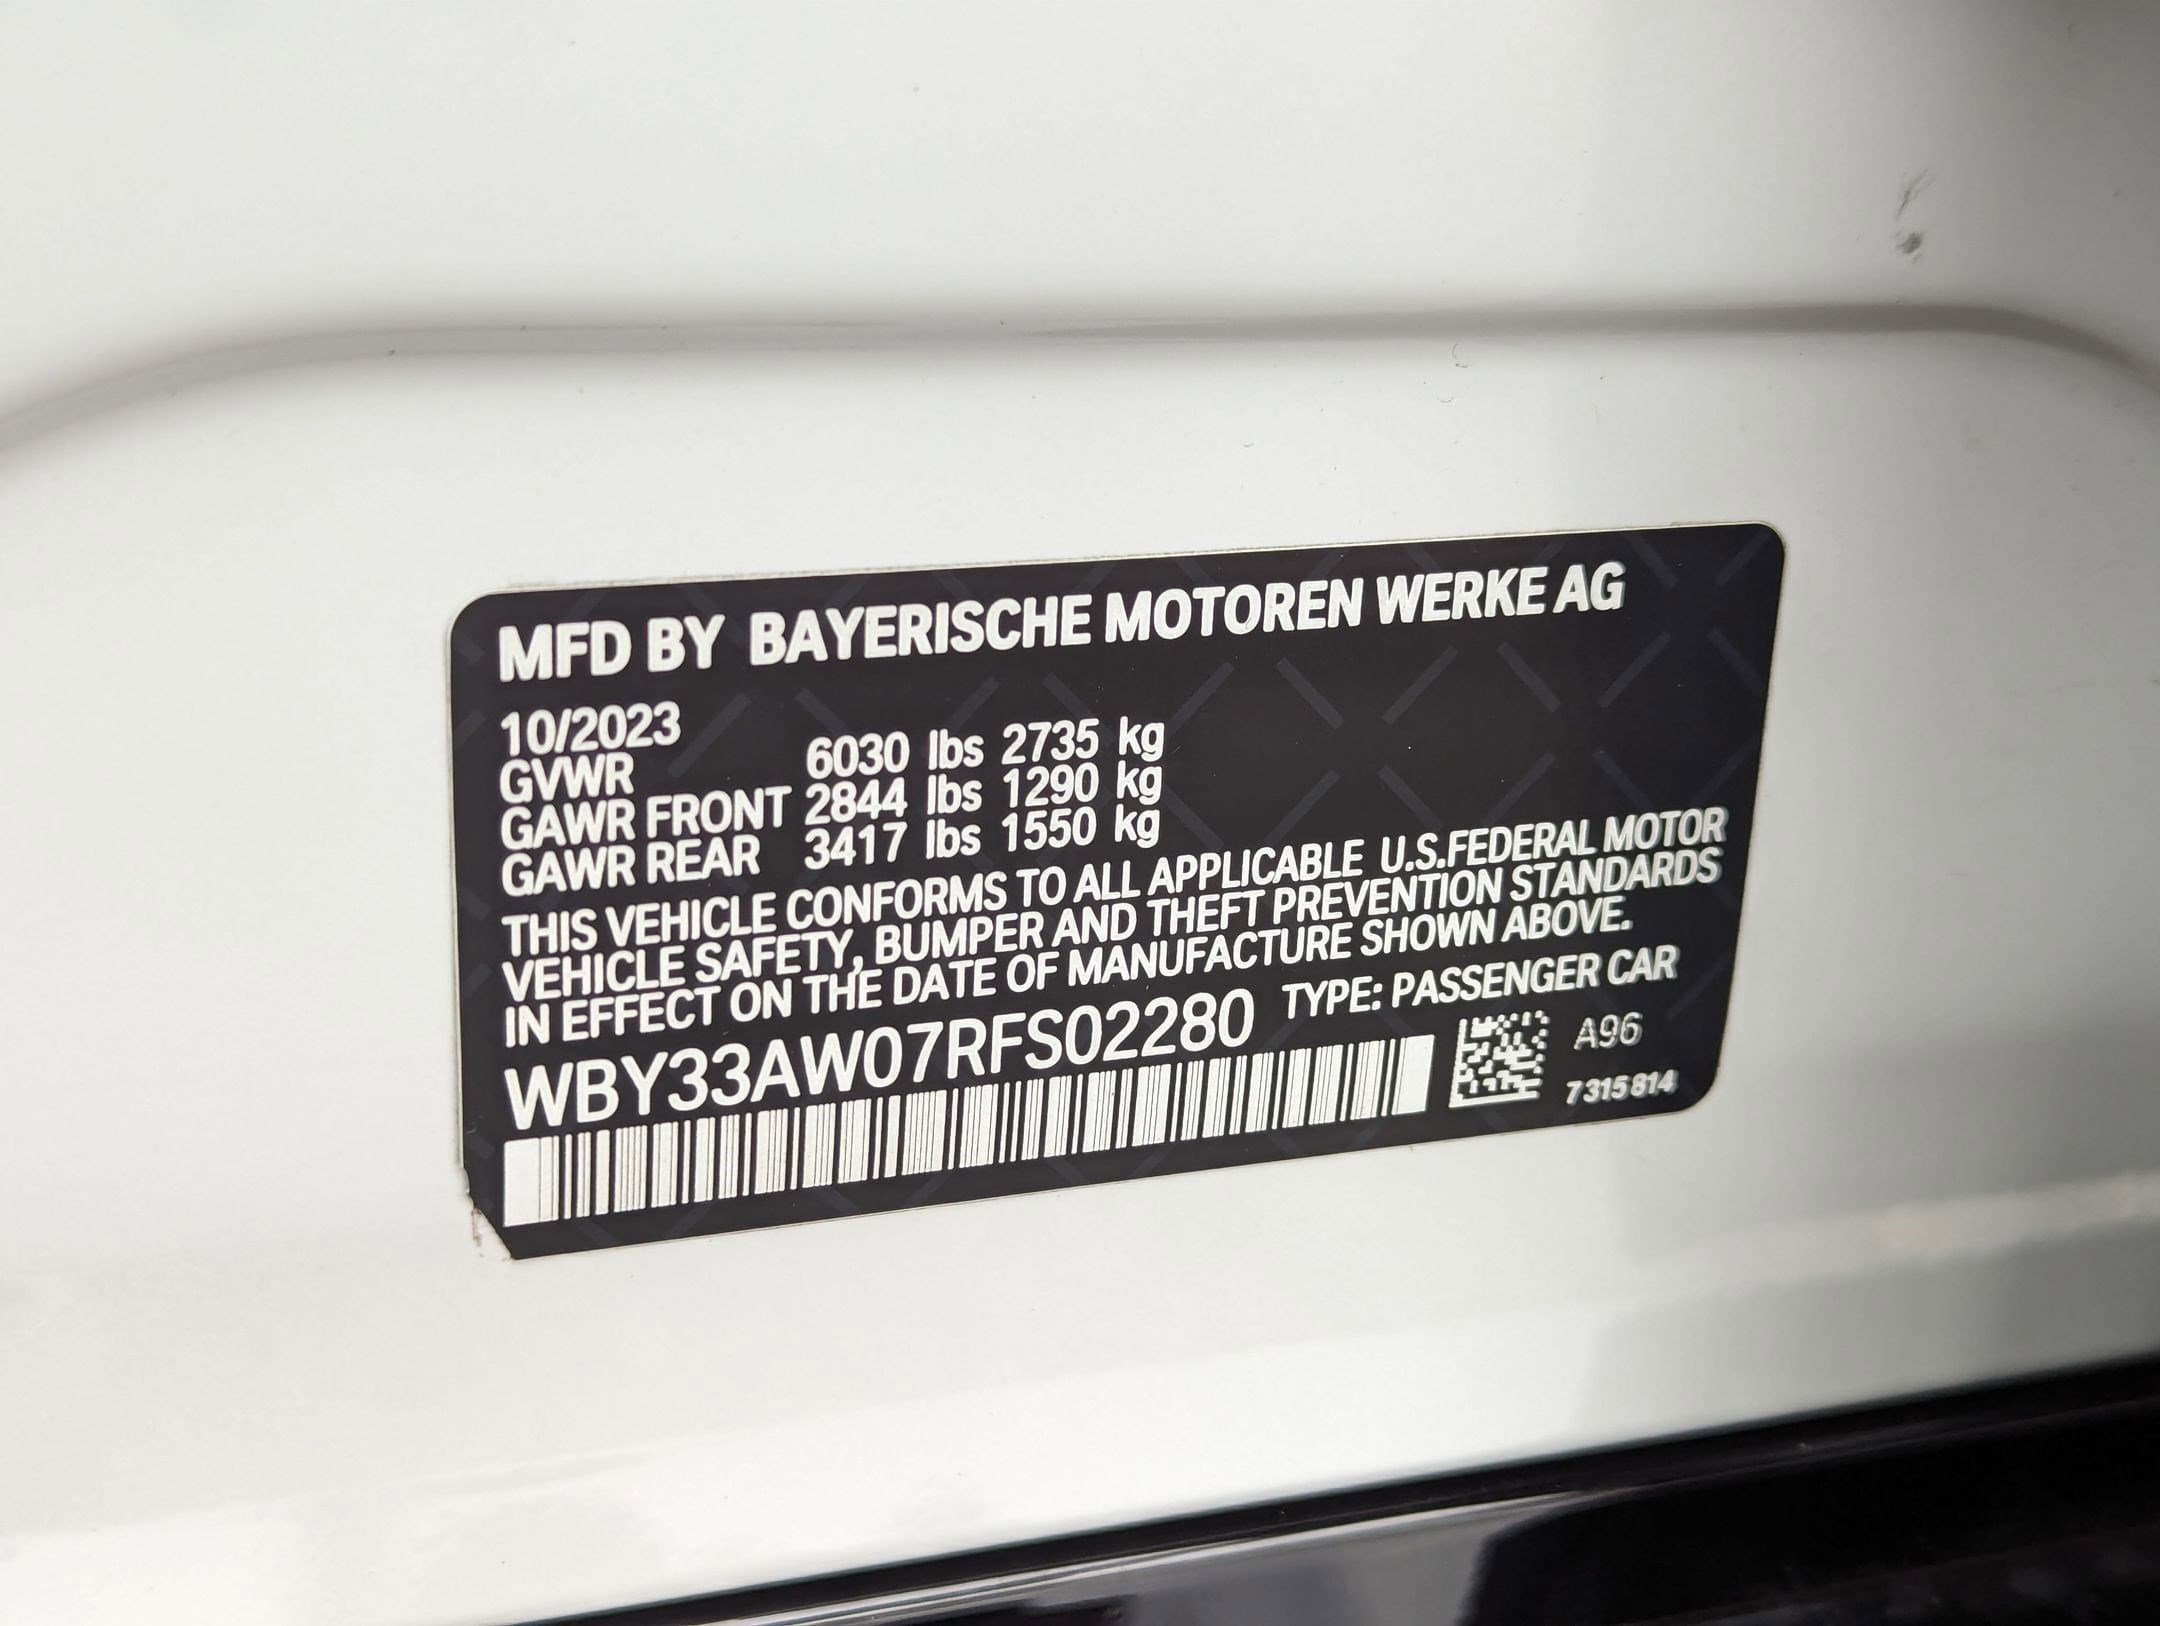 MFD BY BAYERISCHE MOTOREN WERKE AG
10/2023
GVWR 6030 lbs 2735 kg
GAWR FRONT 2844 lbs 1290 kg
GAWR REAR 3417 lbs 1550 kg
THIS VEHICLE CONFORMS TO ALL APPLICABLE U.S.FEDERAL MOTOR
VEHICLE SAFETY, BUMPER AND THEFT PREVENTION STANDARDS
IN EFFECT ON THE DATE OF MANUFACTURE SHOWN ABOVE.
WBY33AW07RFS02280 TYPE: PASSENGER CAR
A96
7315814